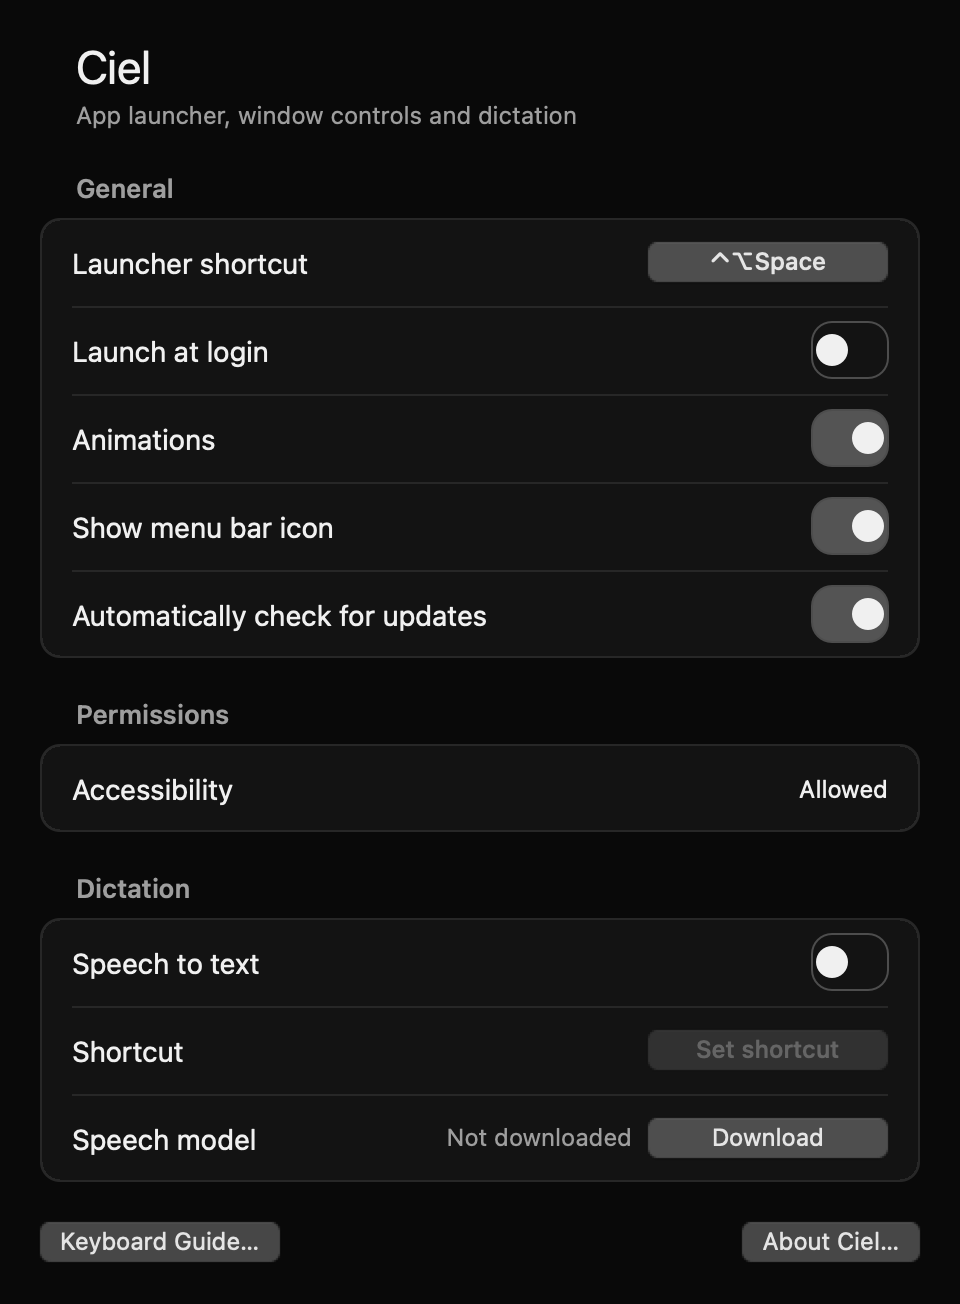 Ciel
App launcher, window controls and dictation
General
Launcher shortcut ⌃⌥Space
Launch at login
Animations
Show menu bar icon
Automatically check for updates
Permissions
Accessibility Allowed
Dictation
Speech to text
Shortcut Set shortcut
Speech model Not downloaded Download
Keyboard Guide... About Ciel...